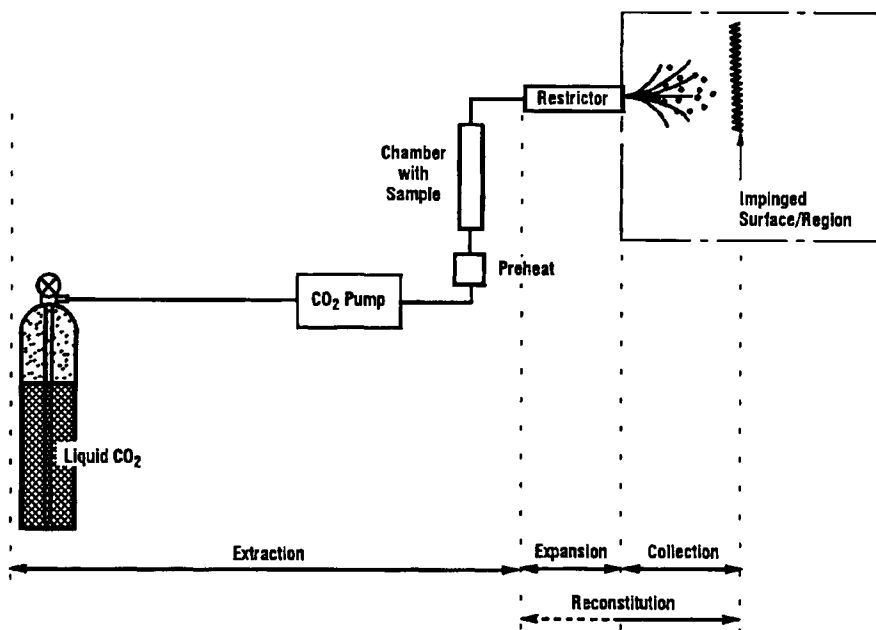 Restrictor
Chamber
with
Sample
Impinged
Surface/Region
Preheat
CO₂ Pump
Liquid CO₂
Extraction
Expansion
Collection
Reconstitution